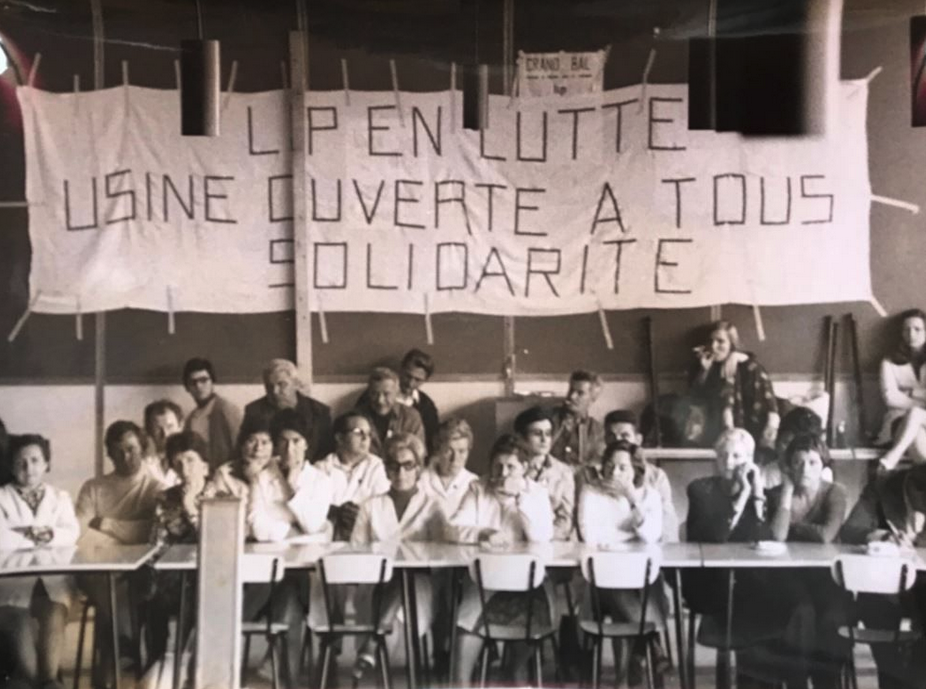 GRAND BAL
lip
L P EN LUTTE
USINE OUVERTE A TOUS
SOLIDARITE